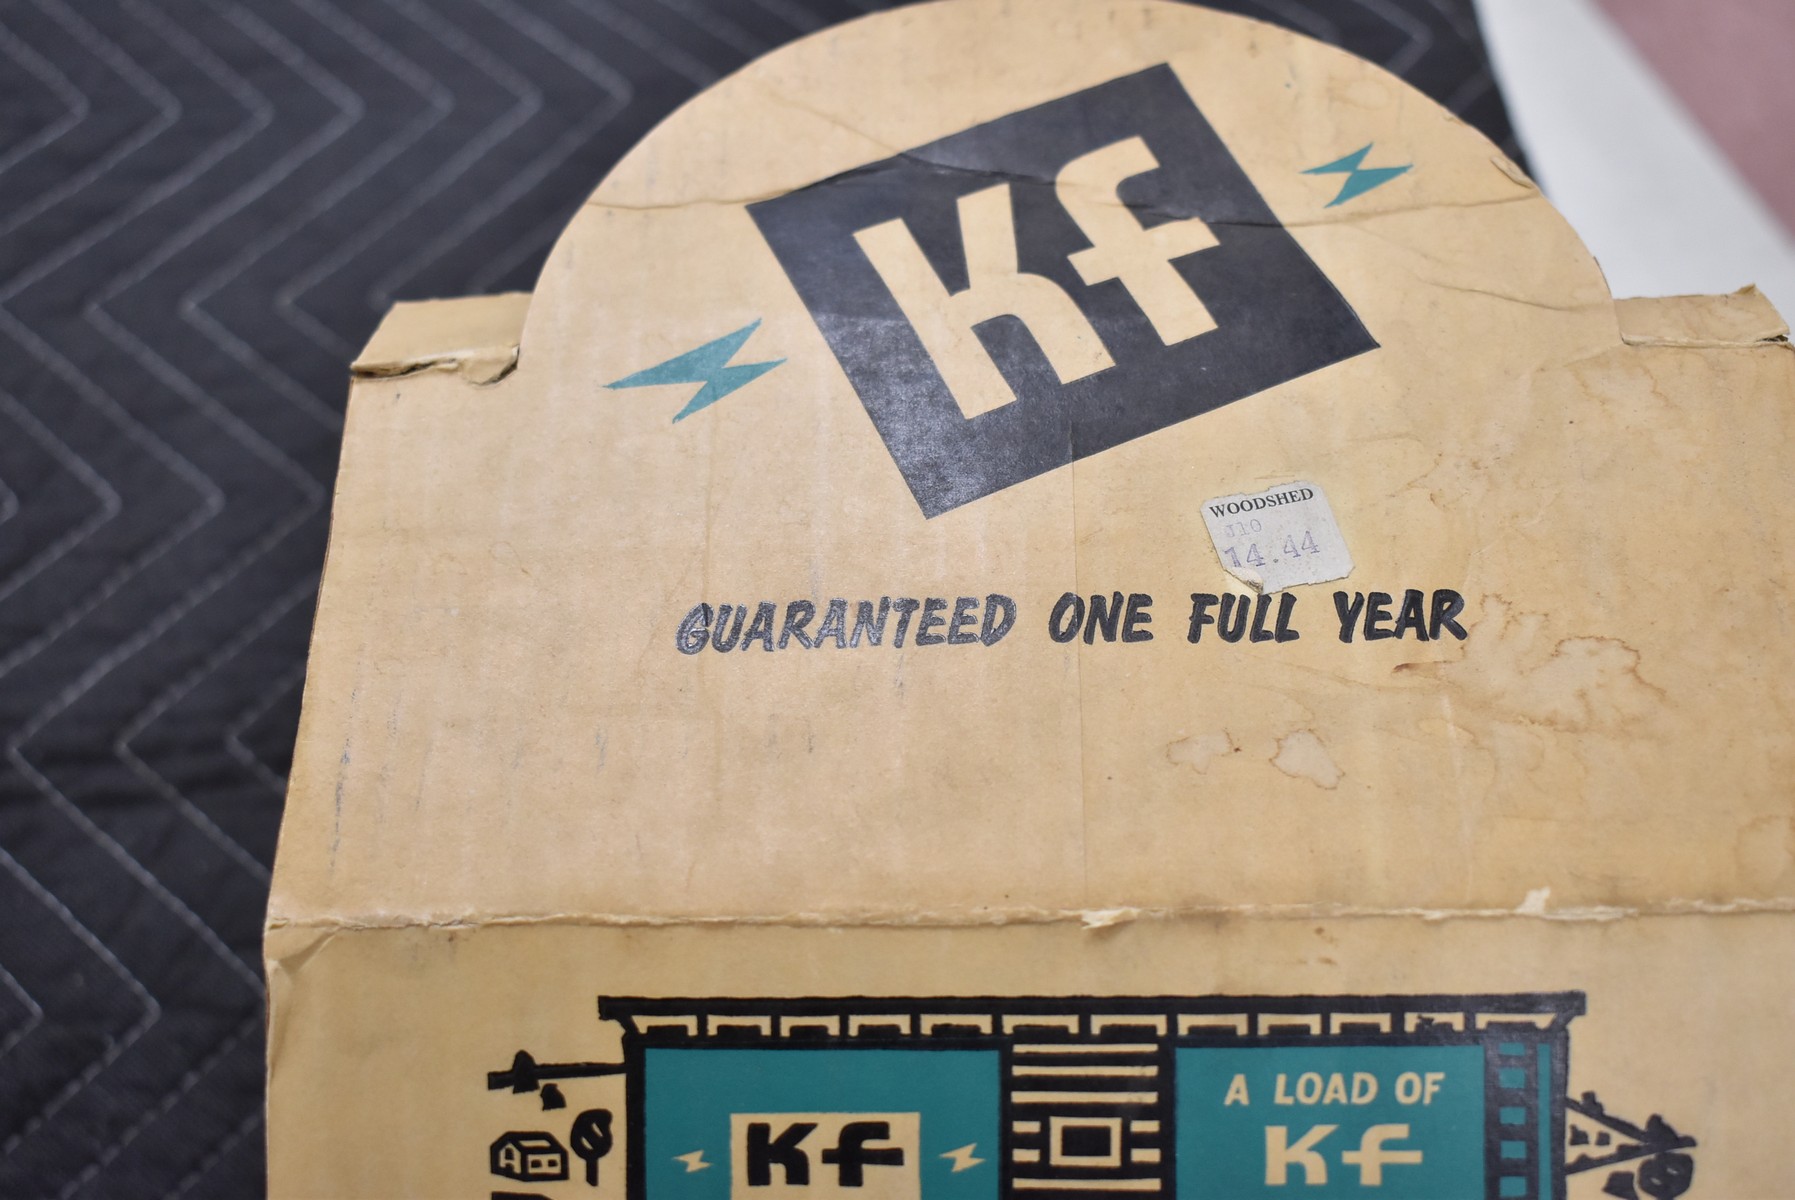 Kf
WOODSHED
J10
14.44
GUARANTEED ONE FULL YEAR
Kf
A LOAD OF
Kf